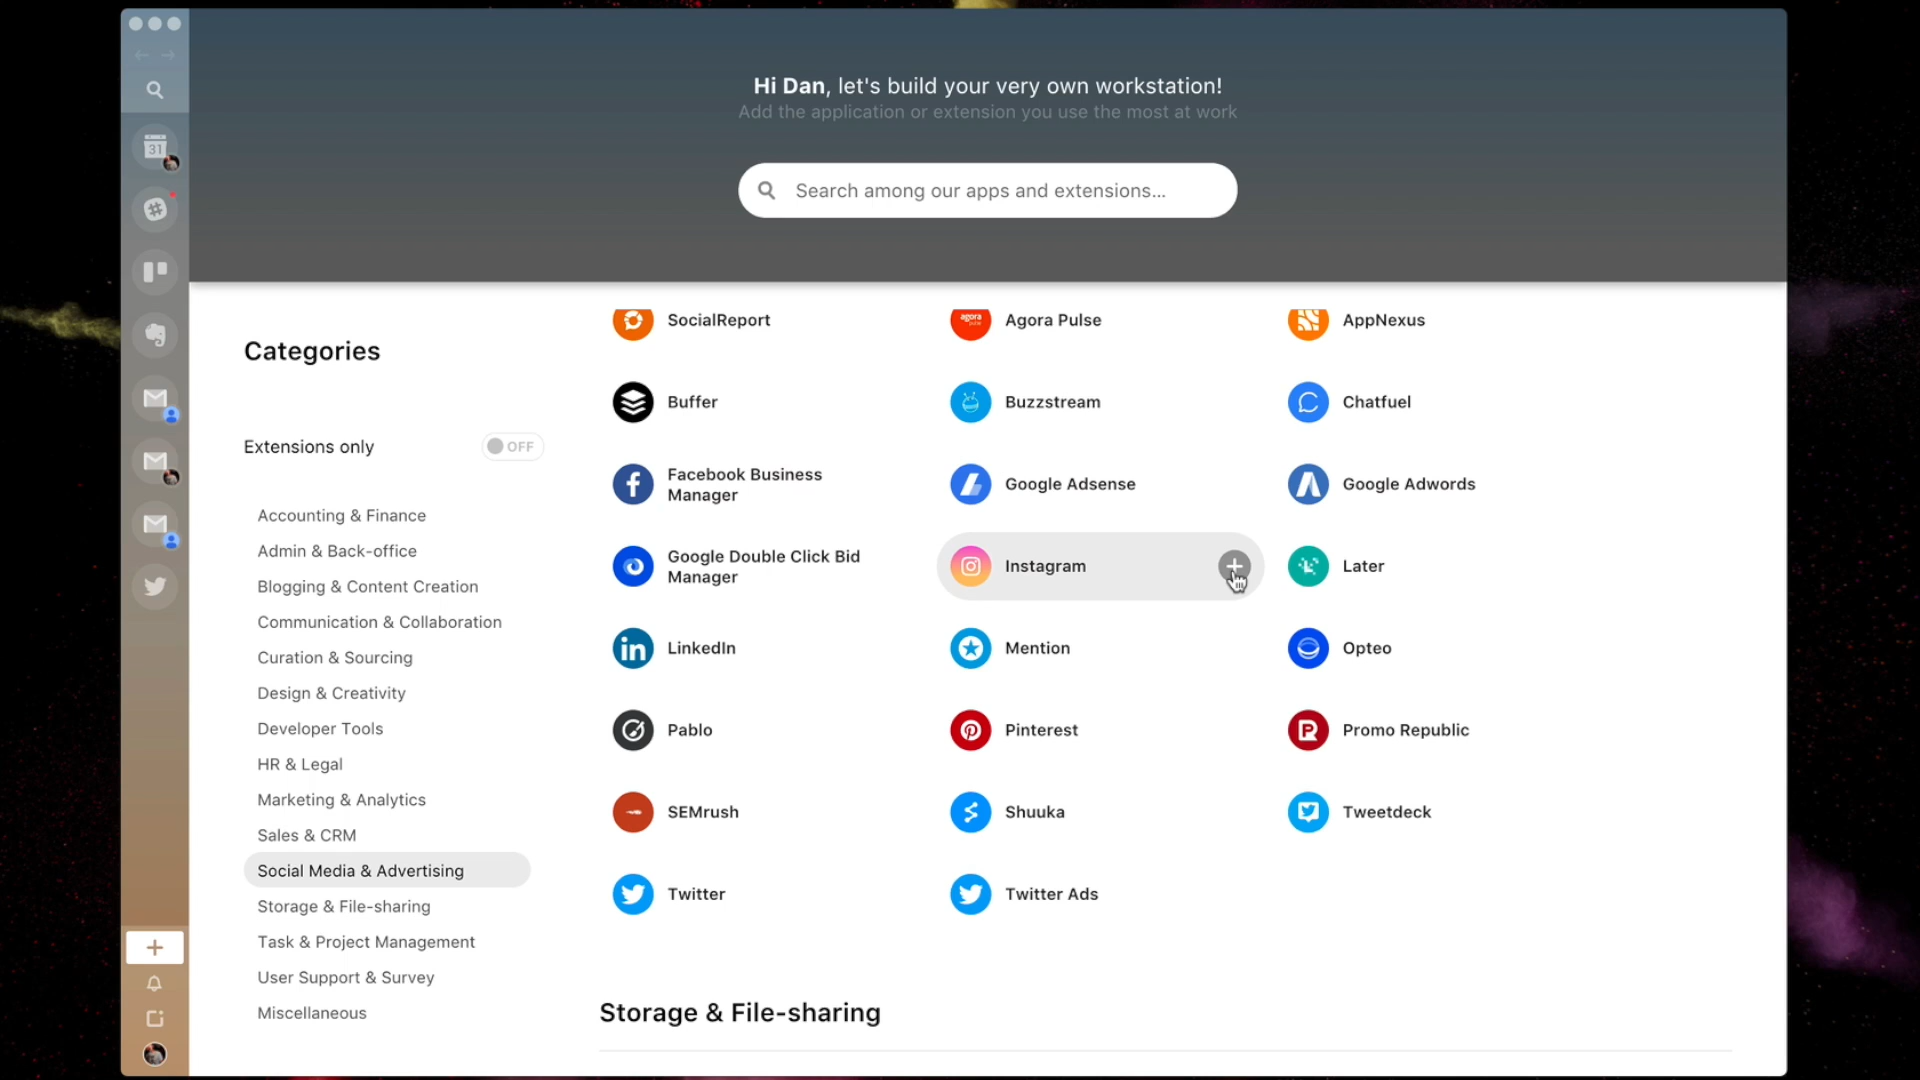 Hi Dan, let's build your very own workstation!
Add the application or extension you use the most at work
Search among our apps and extensions...
31
Categories
Extensions only
OFF
Accounting & Finance
Admin & Back-office
Blogging & Content Creation
Communication & Collaboration
Curation & Sourcing
Design & Creativity
Developer Tools
HR & Legal
Marketing & Analytics
Sales & CRM
Social Media & Advertising
Storage & File-sharing
Task & Project Management
User Support & Survey
Miscellaneous
SocialReport
agora
Agora Pulse
AppNexus
Buffer
Buzzstream
Chatfuel
Facebook Business
Manager
Google Adsense
Google Adwords
Google Double Click Bid
Manager
Instagram
Later
in
LinkedIn
Mention
Opteo
Pablo
Pinterest
Promo Republic
SEMrush
Shuuka
Tweetdeck
Twitter
Twitter Ads
Storage & File-sharing